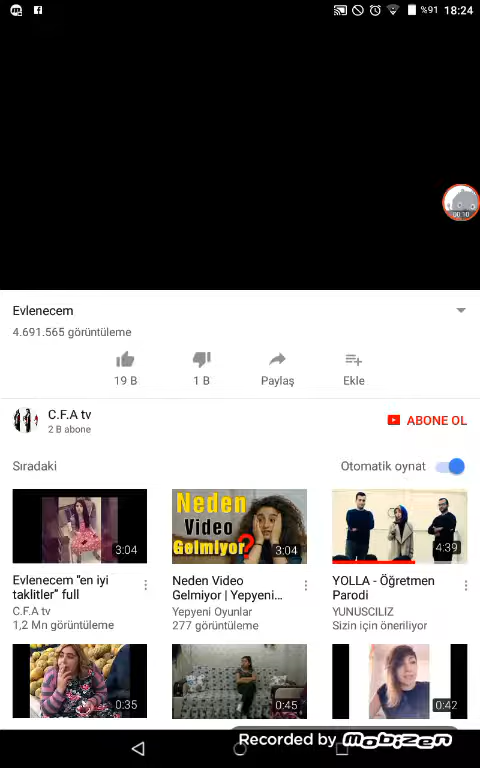 %91 18:24
00:10
Evlenecem
4.691.565 görüntüleme
19 B
1 B
Paylaş
Ekle
C.F.A tv
2 B abone
ABONE OL
Sıradaki
Otomatik oynat
3:04
Neden
Video
Gelmiyor?
3:04
4:39
Evlenecem "en iyi
taklitler" full
C.F.A tv
1,2 Mn görüntüleme
Neden Video
Gelmiyor | Yepyeni...
Yepyeni Oyunlar
277 görüntüleme
YOLLA - Öğretmen
Parodi
YUNUSCILIZ
Sizin için öneriliyor
0:35
0:45
0:42
Recorded by mobizen